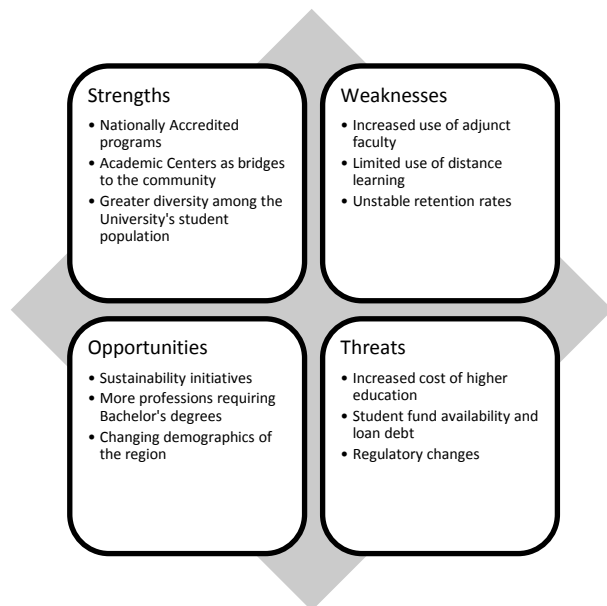 Strengths
• Nationally Accredited
programs
• Academic Centers as bridges
to the community
• Greater diversity among the
University's student
population
Weaknesses
• Increased use of adjunct
faculty
• Limited use of distance
learning
• Unstable retention rates
Opportunities
• Sustainability initiatives
• More professions requiring
Bachelor's degrees
• Changing demographics of
the region
Threats
• Increased cost of higher
education
• Student fund availability and
loan debt
• Regulatory changes